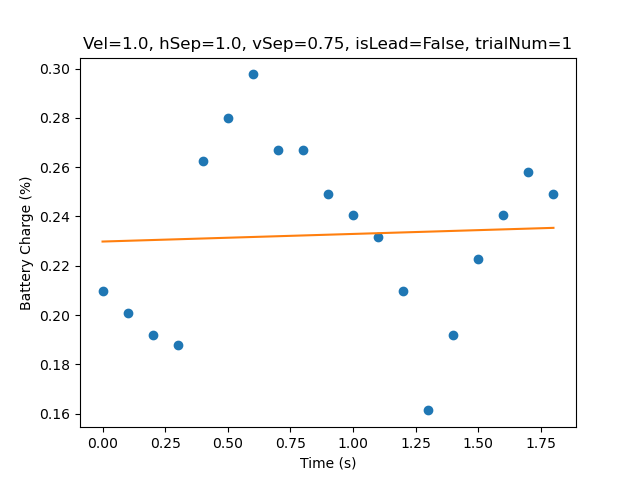 Vel=1.0, hSep=1.0, vSep=0.75, isLead=False, trialNum=1
0.30
0.28
0.26
0.24
0.22
0.20
0.18
0.16
Battery Charge (%)
0.00 0.25 0.50 0.75 1.00 1.25 1.50 1.75
Time (s)